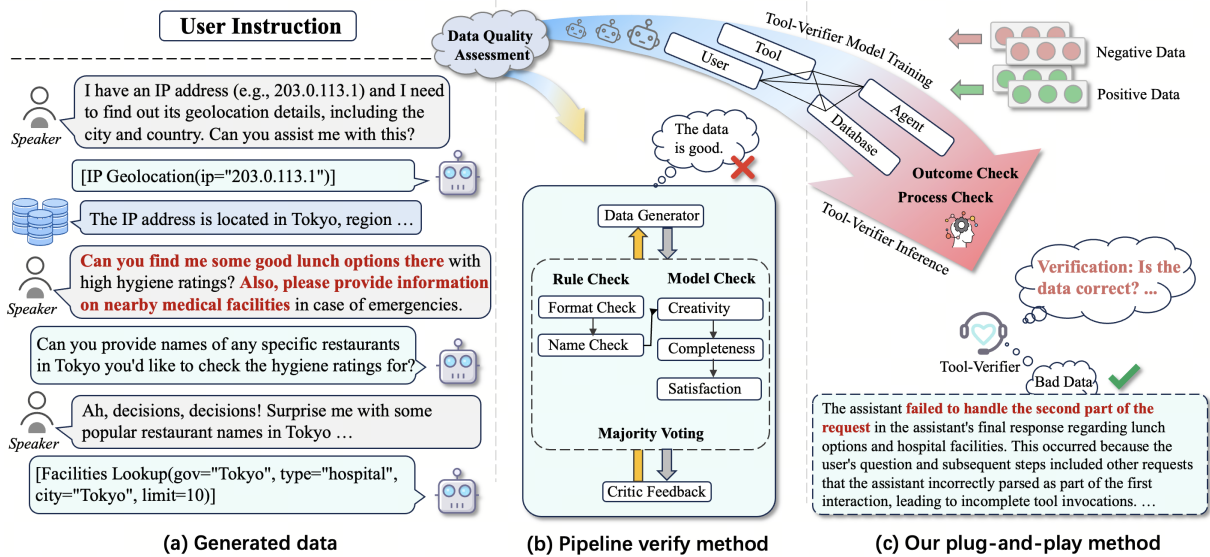 User Instruction
Data Quality
Assessment
Speaker
I have an IP address (e.g., 203.0.113.1) and I need
to find out its geolocation details, including the
city and country. Can you assist me with this?
[IP Geolocation(ip="203.0.113.1")]
The IP address is located in Tokyo, region …
Speaker
Can you find me some good lunch options there with
high hygiene ratings? Also, please provide information
on nearby medical facilities in case of emergencies.
Can you provide names of any specific restaurants
in Tokyo you'd like to check the hygiene ratings for?
Speaker
Ah, decisions, decisions! Surprise me with some
popular restaurant names in Tokyo …
[Facilities Lookup(gov="Tokyo", type="hospital",
city="Tokyo", limit=10)]
(a) Generated data
The data
is good.
Data Generator
Rule Check
Model Check
Format Check
Name Check
Creativity
Completeness
Satisfaction
Majority Voting
Critic Feedback
(b) Pipeline verify method
Tool-Verifier Model Training
User
Tool
Database
Agent
Negative Data
Positive Data
Outcome Check
Process Check
Tool-Verifier Inference
Verification: Is the
data correct? ...
Tool-Verifier
Bad Data
The assistant failed to handle the second part of the
request in the assistant's final response regarding lunch
options and hospital facilities. This occurred because the
user's question and subsequent steps included other requests
that the assistant incorrectly parsed as part of the first
interaction, leading to incomplete tool invocations. …
(c) Our plug-and-play method